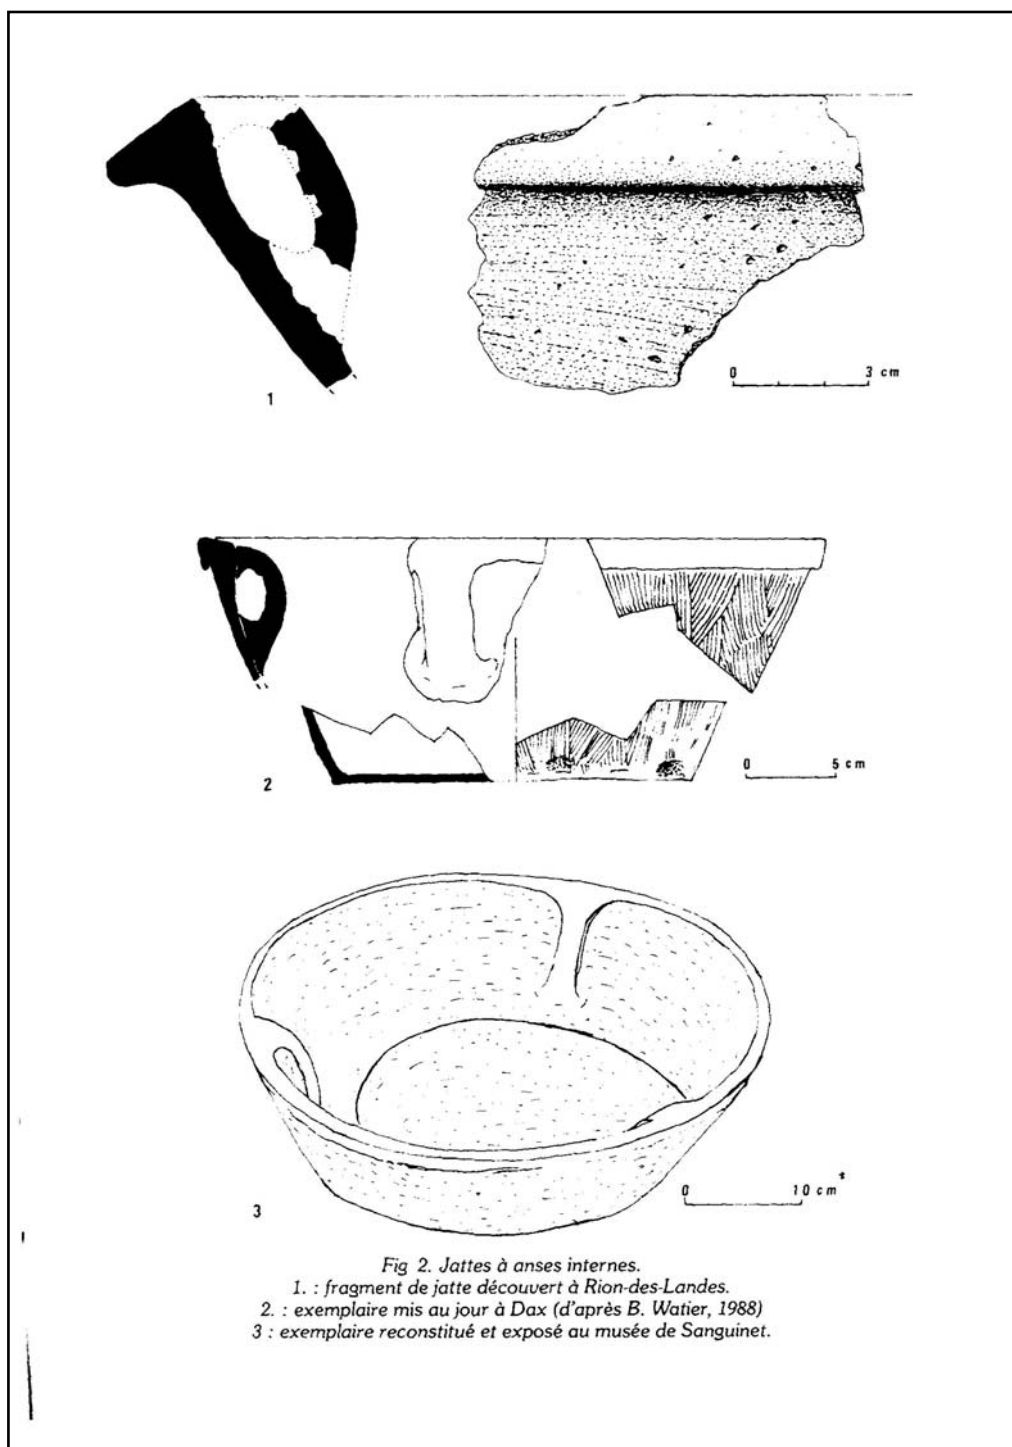 0 3 cm
1
0 5 cm
2
0 10 cm*
3
Fig 2. Jattes à anses internes.
1. : fragment de jatte découvert à Rion-des-Landes.
2. : exemplaire mis au jour à Dax (d'après B. Watier, 1988)
3 : exemplaire reconstitué et exposé au musée de Sanguinet.